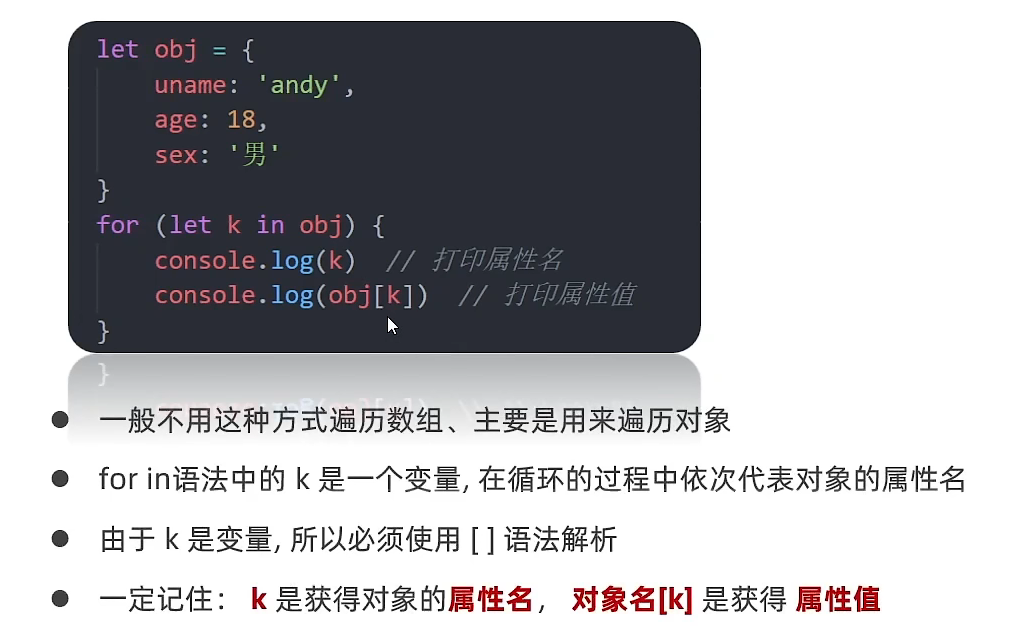 let obj = {
    uname: 'andy',
    age: 18,
    sex: '男'
}
for (let k in obj) {
    console.log(k)  // 打印属性名
    console.log(obj[k])  // 打印属性值
}
一般不用这种方式遍历数组、主要是用来遍历对象
for in语法中的 k 是一个变量, 在循环的过程中依次代表对象的属性名
由于 k 是变量, 所以必须使用 [ ] 语法解析
一定记住： k 是获得对象的属性名， 对象名[k] 是获得 属性值